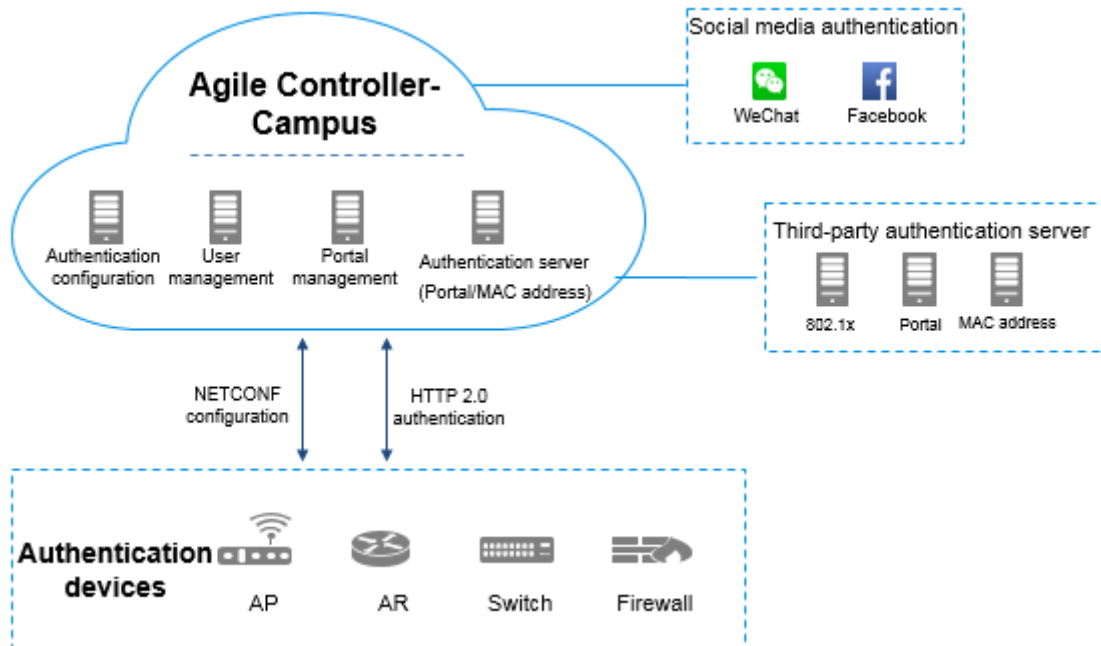 Social media authentication
WeChat
Facebook
Agile Controller-
Campus
Authentication
configuration
User
management
Portal
management
Authentication server
(Portal/MAC address)
Third-party authentication server
802.1x
Portal
MAC address
NETCONF
configuration
HTTP 2.0
authentication
Authentication
devices
AP
AR
Switch
Firewall